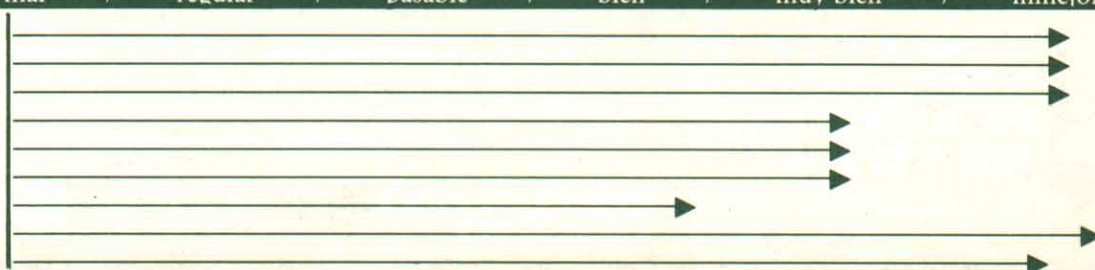 mal / regular / pasable / bien / muy bien /